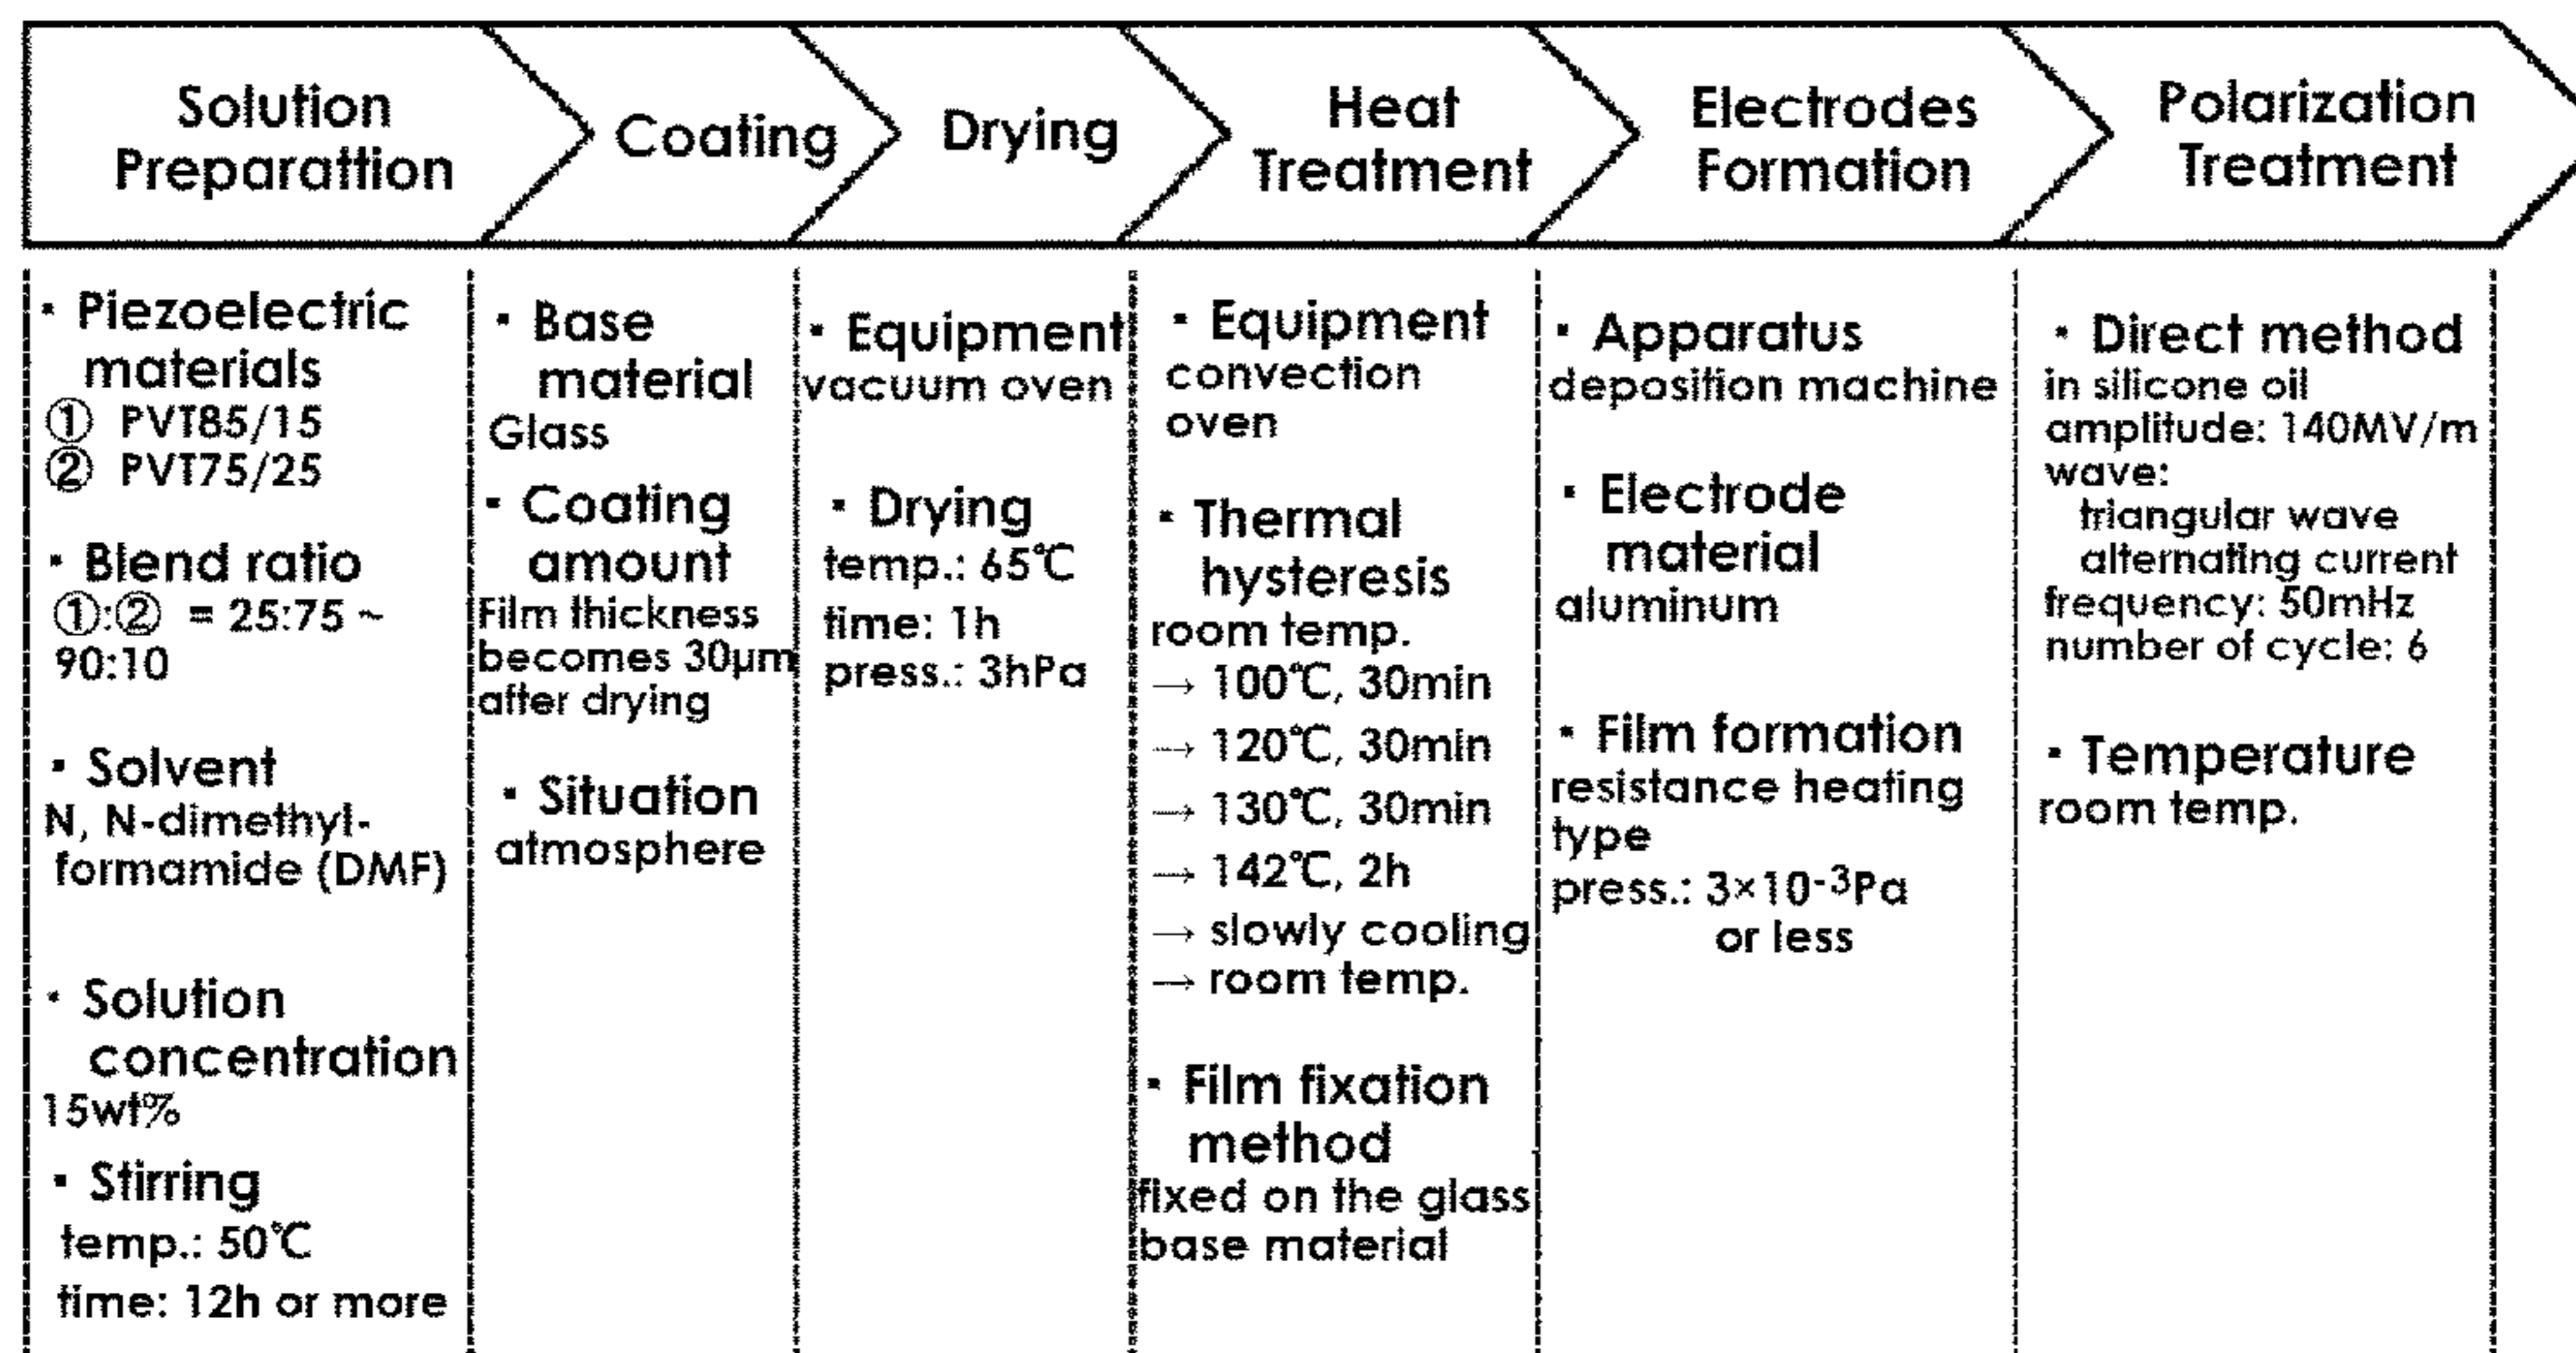 Solution
Preparattion
Coating
Drying
Heat
Treatment
Electrodes
Formation
Polarization
Treatment
・Piezoelectric
materials
① PVT85/15
② PVT75/25
・Blend ratio
①:② = 25:75 ~
90:10
・Solvent
N, N-dimethyl-
formamide (DMF)
・Solution
concentration
15wt%
・Stirring
temp.: 50℃
time: 12h or more
・Base
material
Glass
・Coating
amount
Film thickness
becomes 30μm
after drying
・Situation
atmosphere
・Equipment
vacuum oven
・Drying
temp.: 65℃
time: 1h
press.: 3hPa
・Equipment
convection
oven
・Thermal
hysteresis
room temp.
→ 100℃, 30min
→ 120℃, 30min
→ 130℃, 30min
→ 142℃, 2h
→ slowly cooling
→ room temp.
・Film fixation
method
fixed on the glass
base material
・Apparatus
deposition machine
・Electrode
material
aluminum
・Film formation
resistance heating
type
press.: 3×10⁻³Pa
or less
・Direct method
in silicone oil
amplitude: 140MV/m
wave:
triangular wave
alternating current
frequency: 50mHz
number of cycle: 6
・Temperature
room temp.